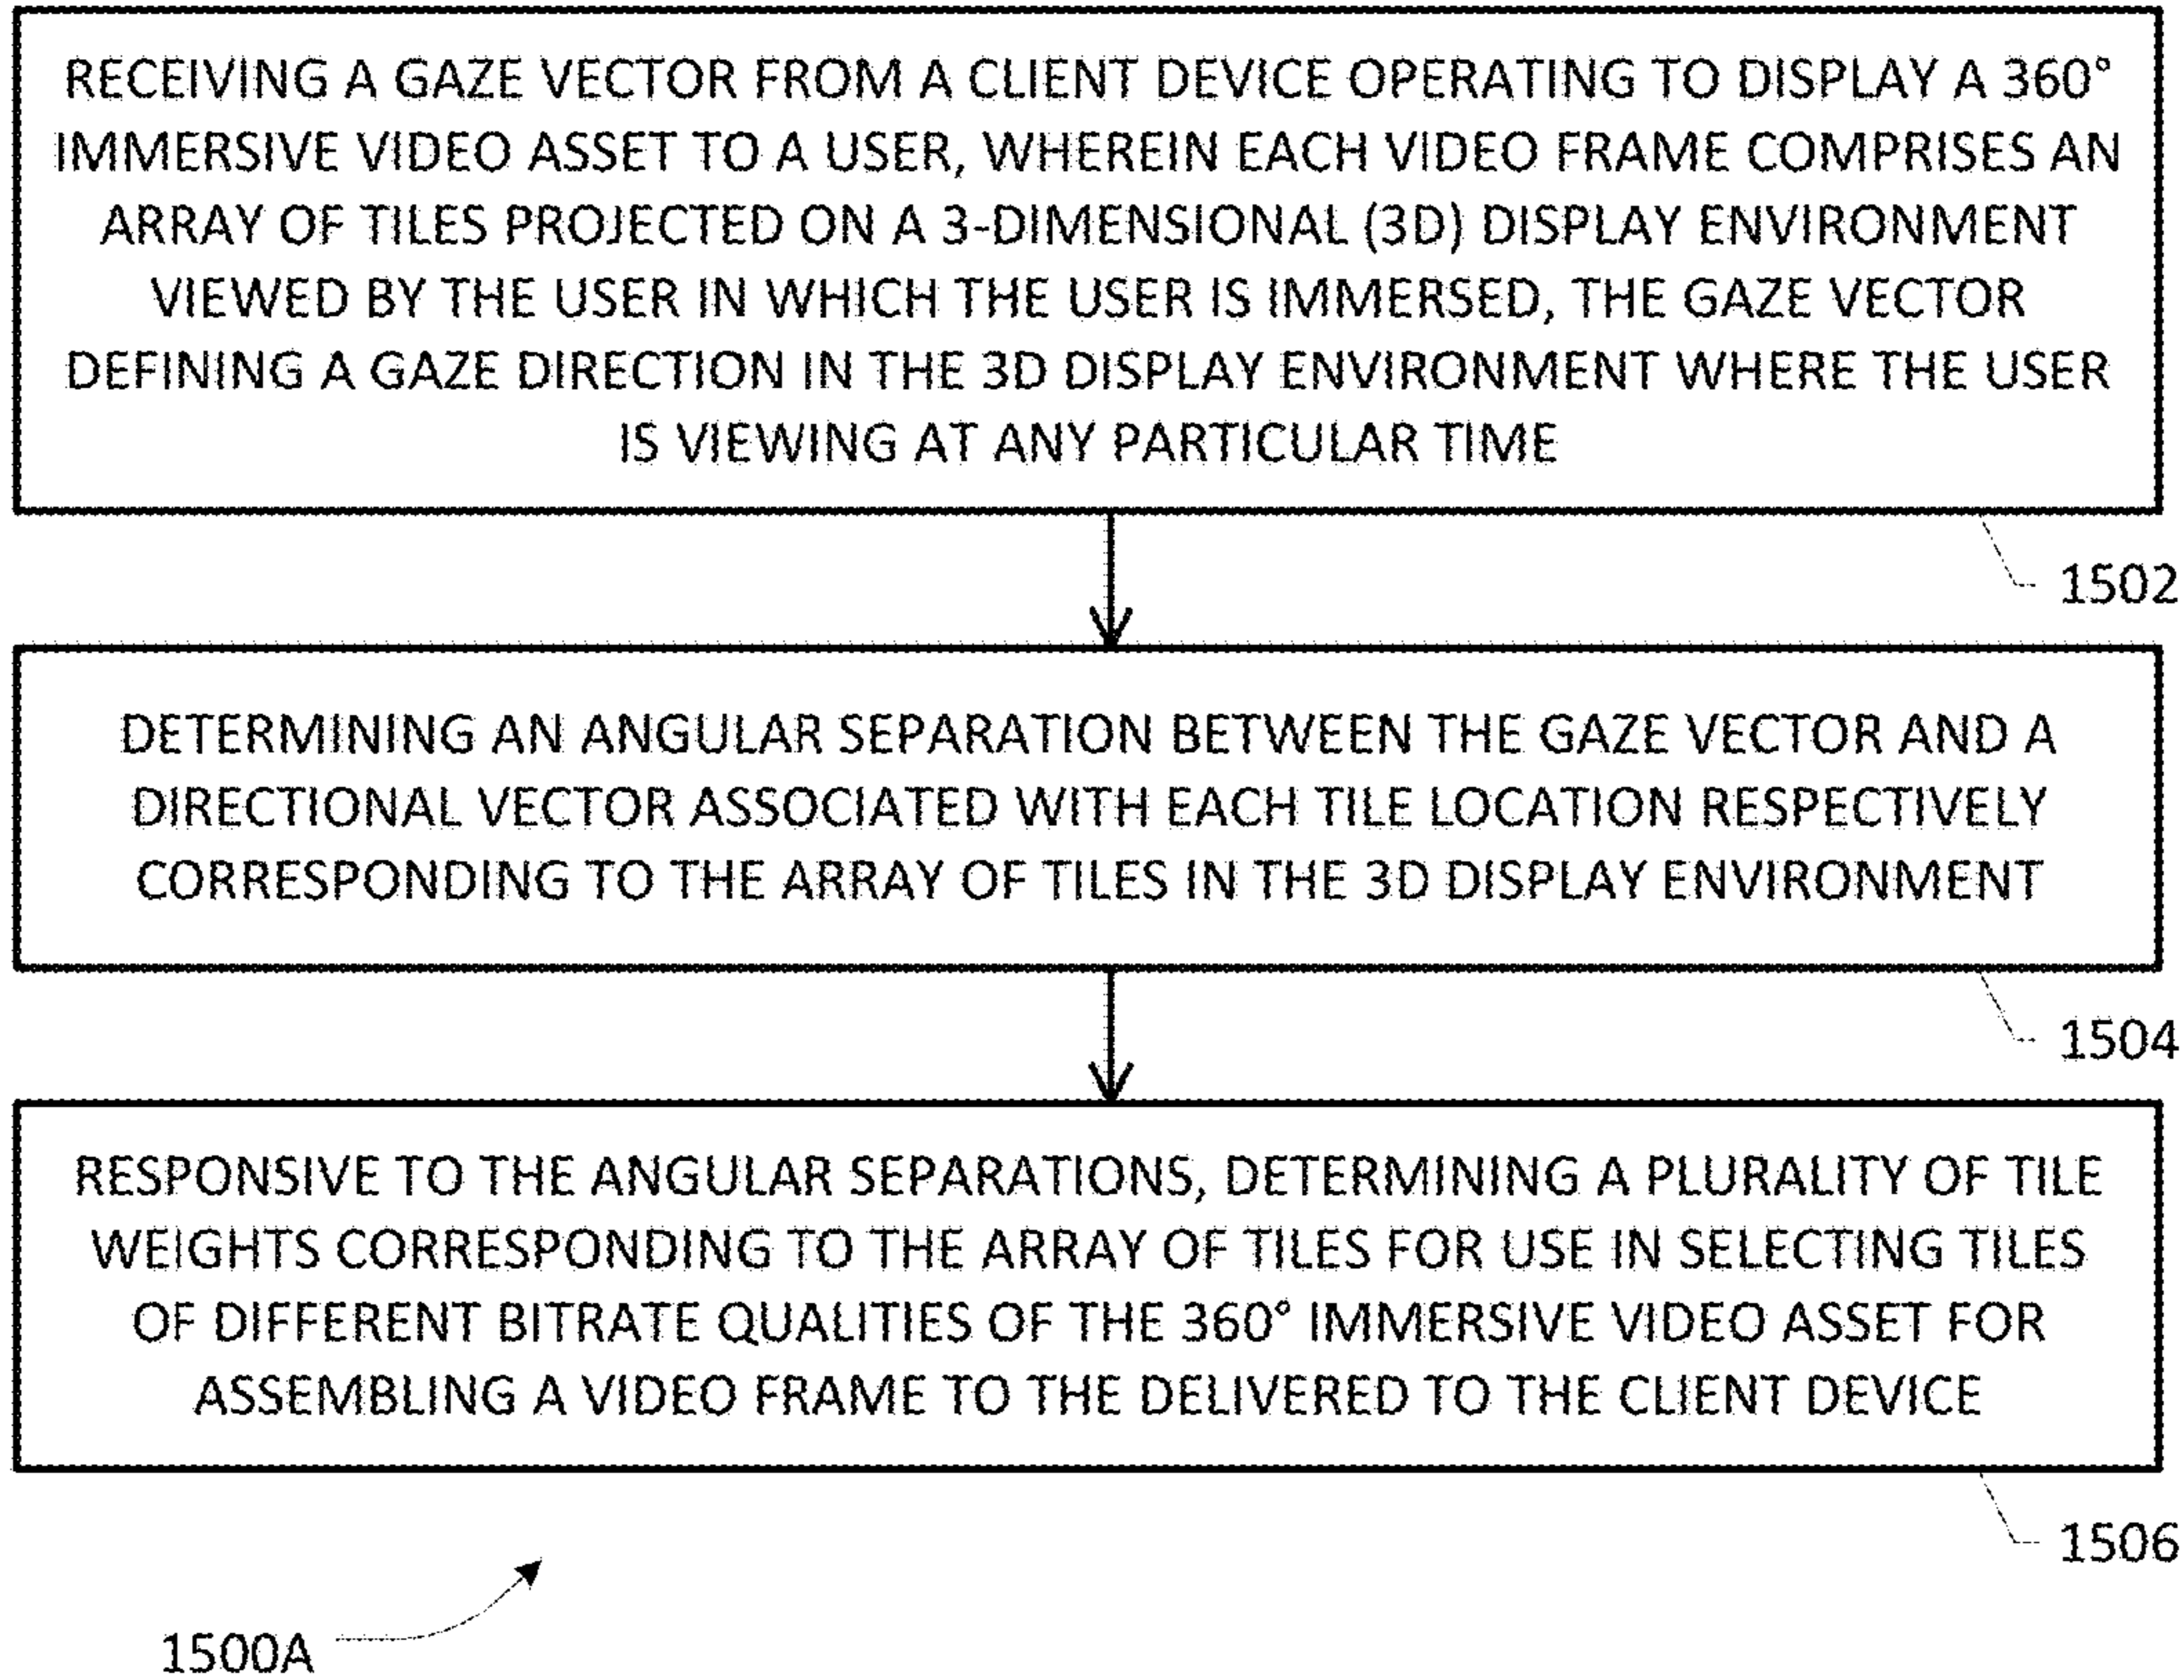 RECEIVING A GAZE VECTOR FROM A CLIENT DEVICE OPERATING TO DISPLAY A 360°
IMMERSIVE VIDEO ASSET TO A USER, WHEREIN EACH VIDEO FRAME COMPRISES AN
ARRAY OF TILES PROJECTED ON A 3-DIMENSIONAL (3D) DISPLAY ENVIRONMENT
VIEWED BY THE USER IN WHICH THE USER IS IMMERSED, THE GAZE VECTOR
DEFINING A GAZE DIRECTION IN THE 3D DISPLAY ENVIRONMENT WHERE THE USER
IS VIEWING AT ANY PARTICULAR TIME
1502
DETERMINING AN ANGULAR SEPARATION BETWEEN THE GAZE VECTOR AND A
DIRECTIONAL VECTOR ASSOCIATED WITH EACH TILE LOCATION RESPECTIVELY
CORRESPONDING TO THE ARRAY OF TILES IN THE 3D DISPLAY ENVIRONMENT
1504
RESPONSIVE TO THE ANGULAR SEPARATIONS, DETERMINING A PLURALITY OF TILE
WEIGHTS CORRESPONDING TO THE ARRAY OF TILES FOR USE IN SELECTING TILES
OF DIFFERENT BITRATE QUALITIES OF THE 360° IMMERSIVE VIDEO ASSET FOR
ASSEMBLING A VIDEO FRAME TO THE DELIVERED TO THE CLIENT DEVICE
1506
1500A